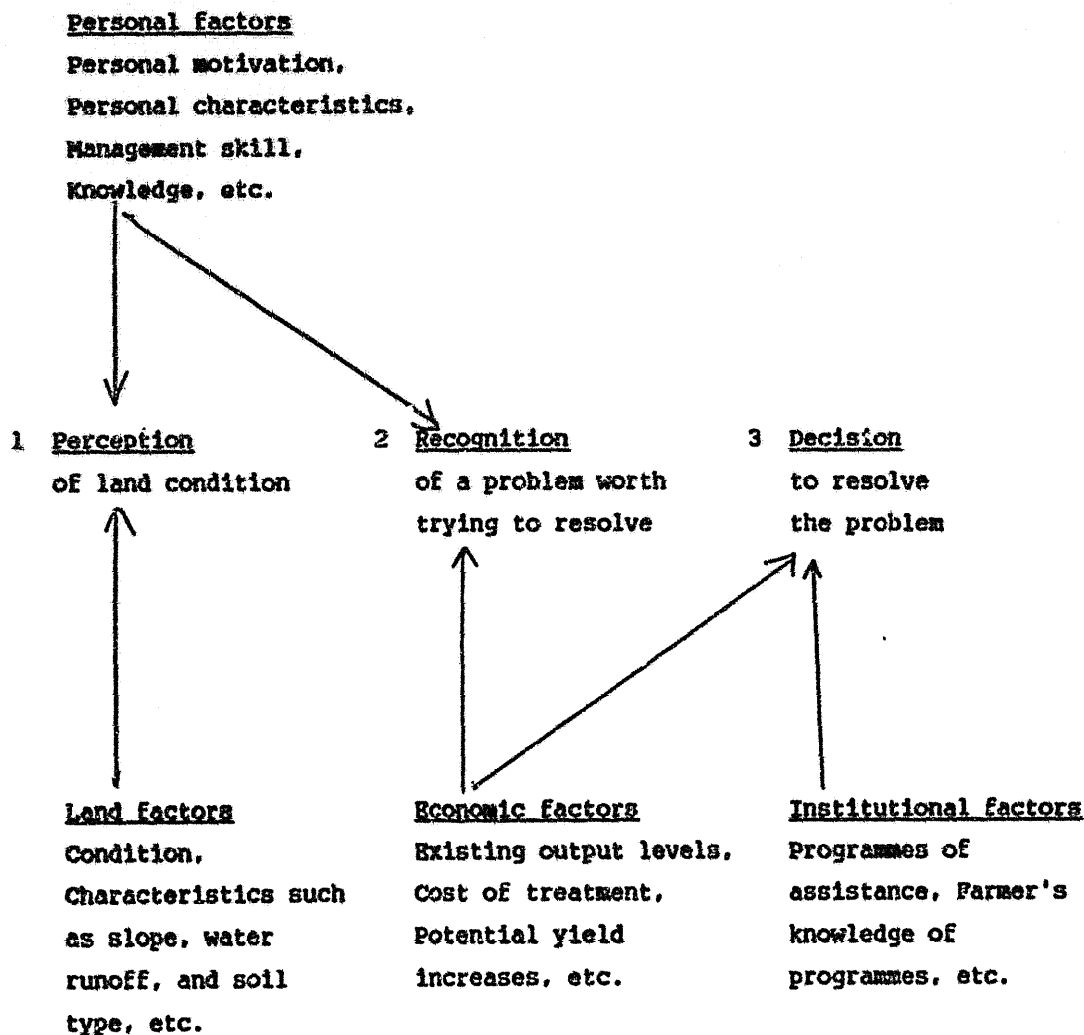 Personal factors
Personal motivation,
Personal characteristics,
Management skill,
Knowledge, etc.
1 Perception
of land condition
2 Recognition
of a problem worth
trying to resolve
3 Decision
to resolve
the problem
Land factors
Condition,
Characteristics such
as slope, water
runoff, and soil
type, etc.
Economic factors
Existing output levels,
Cost of treatment,
Potential yield
increases, etc.
Institutional factors
Programmes of
assistance, Farmer's
knowledge of
programmes, etc.